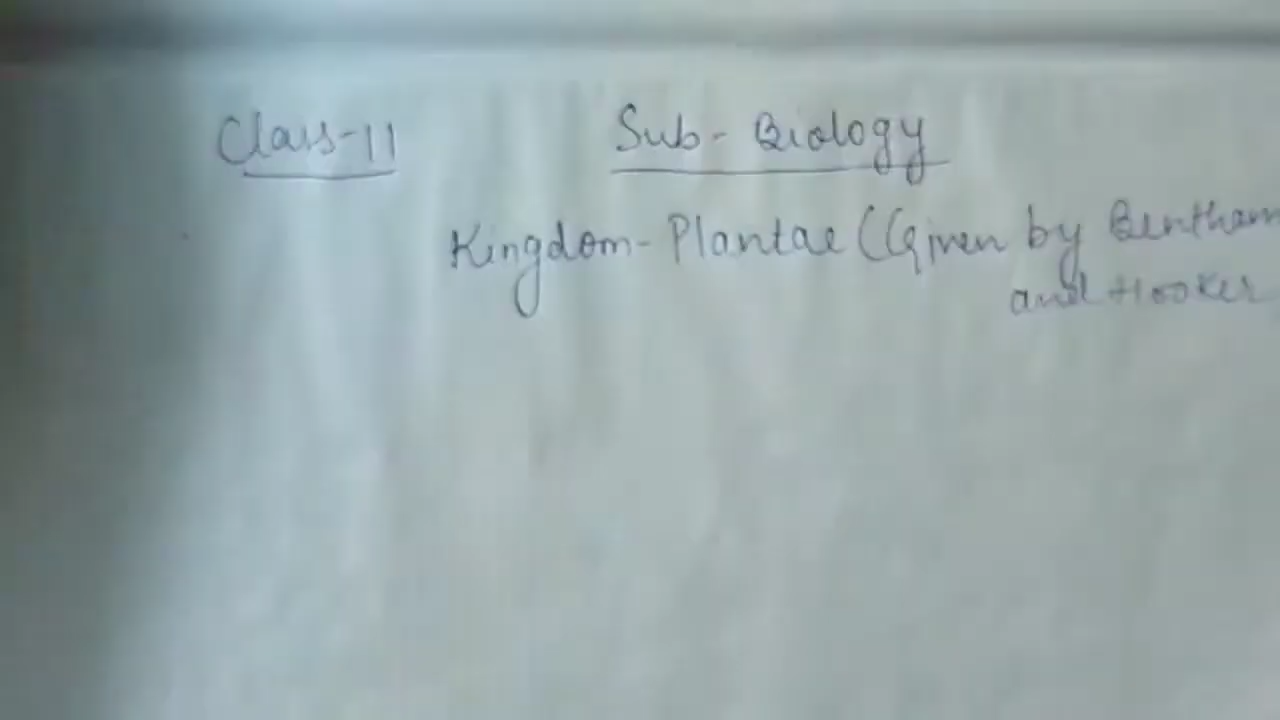 Class-11 Sub- Biology
Kingdom- Plantae (Given by Bentham
and Hooker